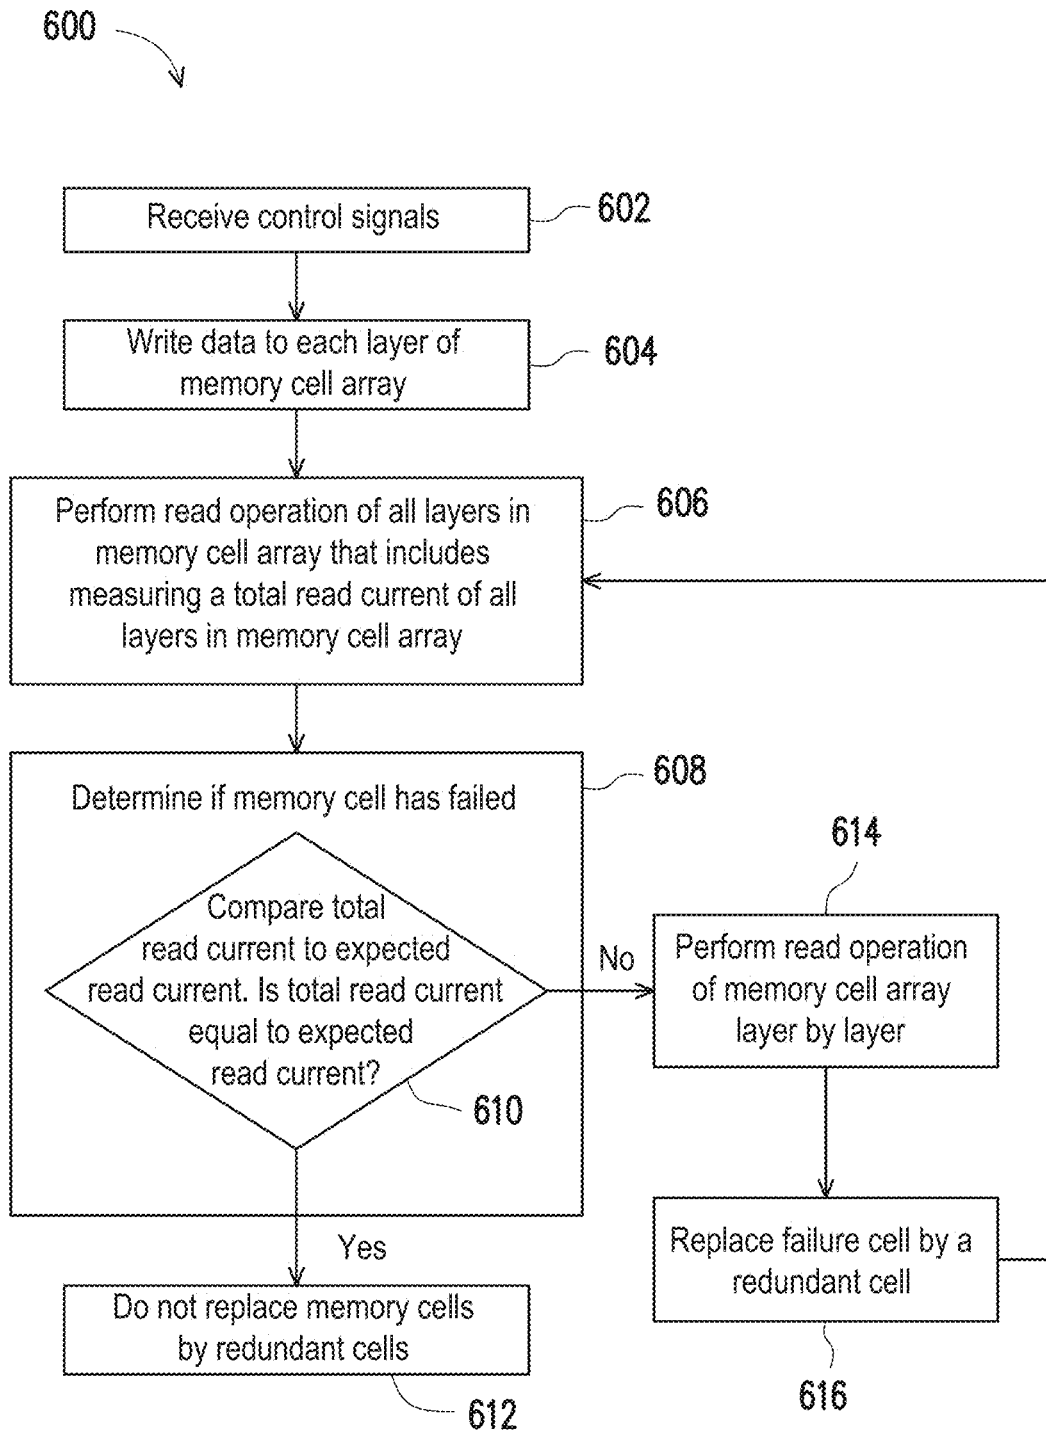 600
Receive control signals
602
Write data to each layer of
memory cell array
604
Perform read operation of all layers in
memory cell array that includes
measuring a total read current of all
layers in memory cell array
606
Determine if memory cell has failed
608
Compare total
read current to expected
read current. Is total read current
equal to expected
read current?
610
No
614
Perform read operation
of memory cell array
layer by layer
Yes
Replace failure cell by a
redundant cell
616
Do not replace memory cells
by redundant cells
612